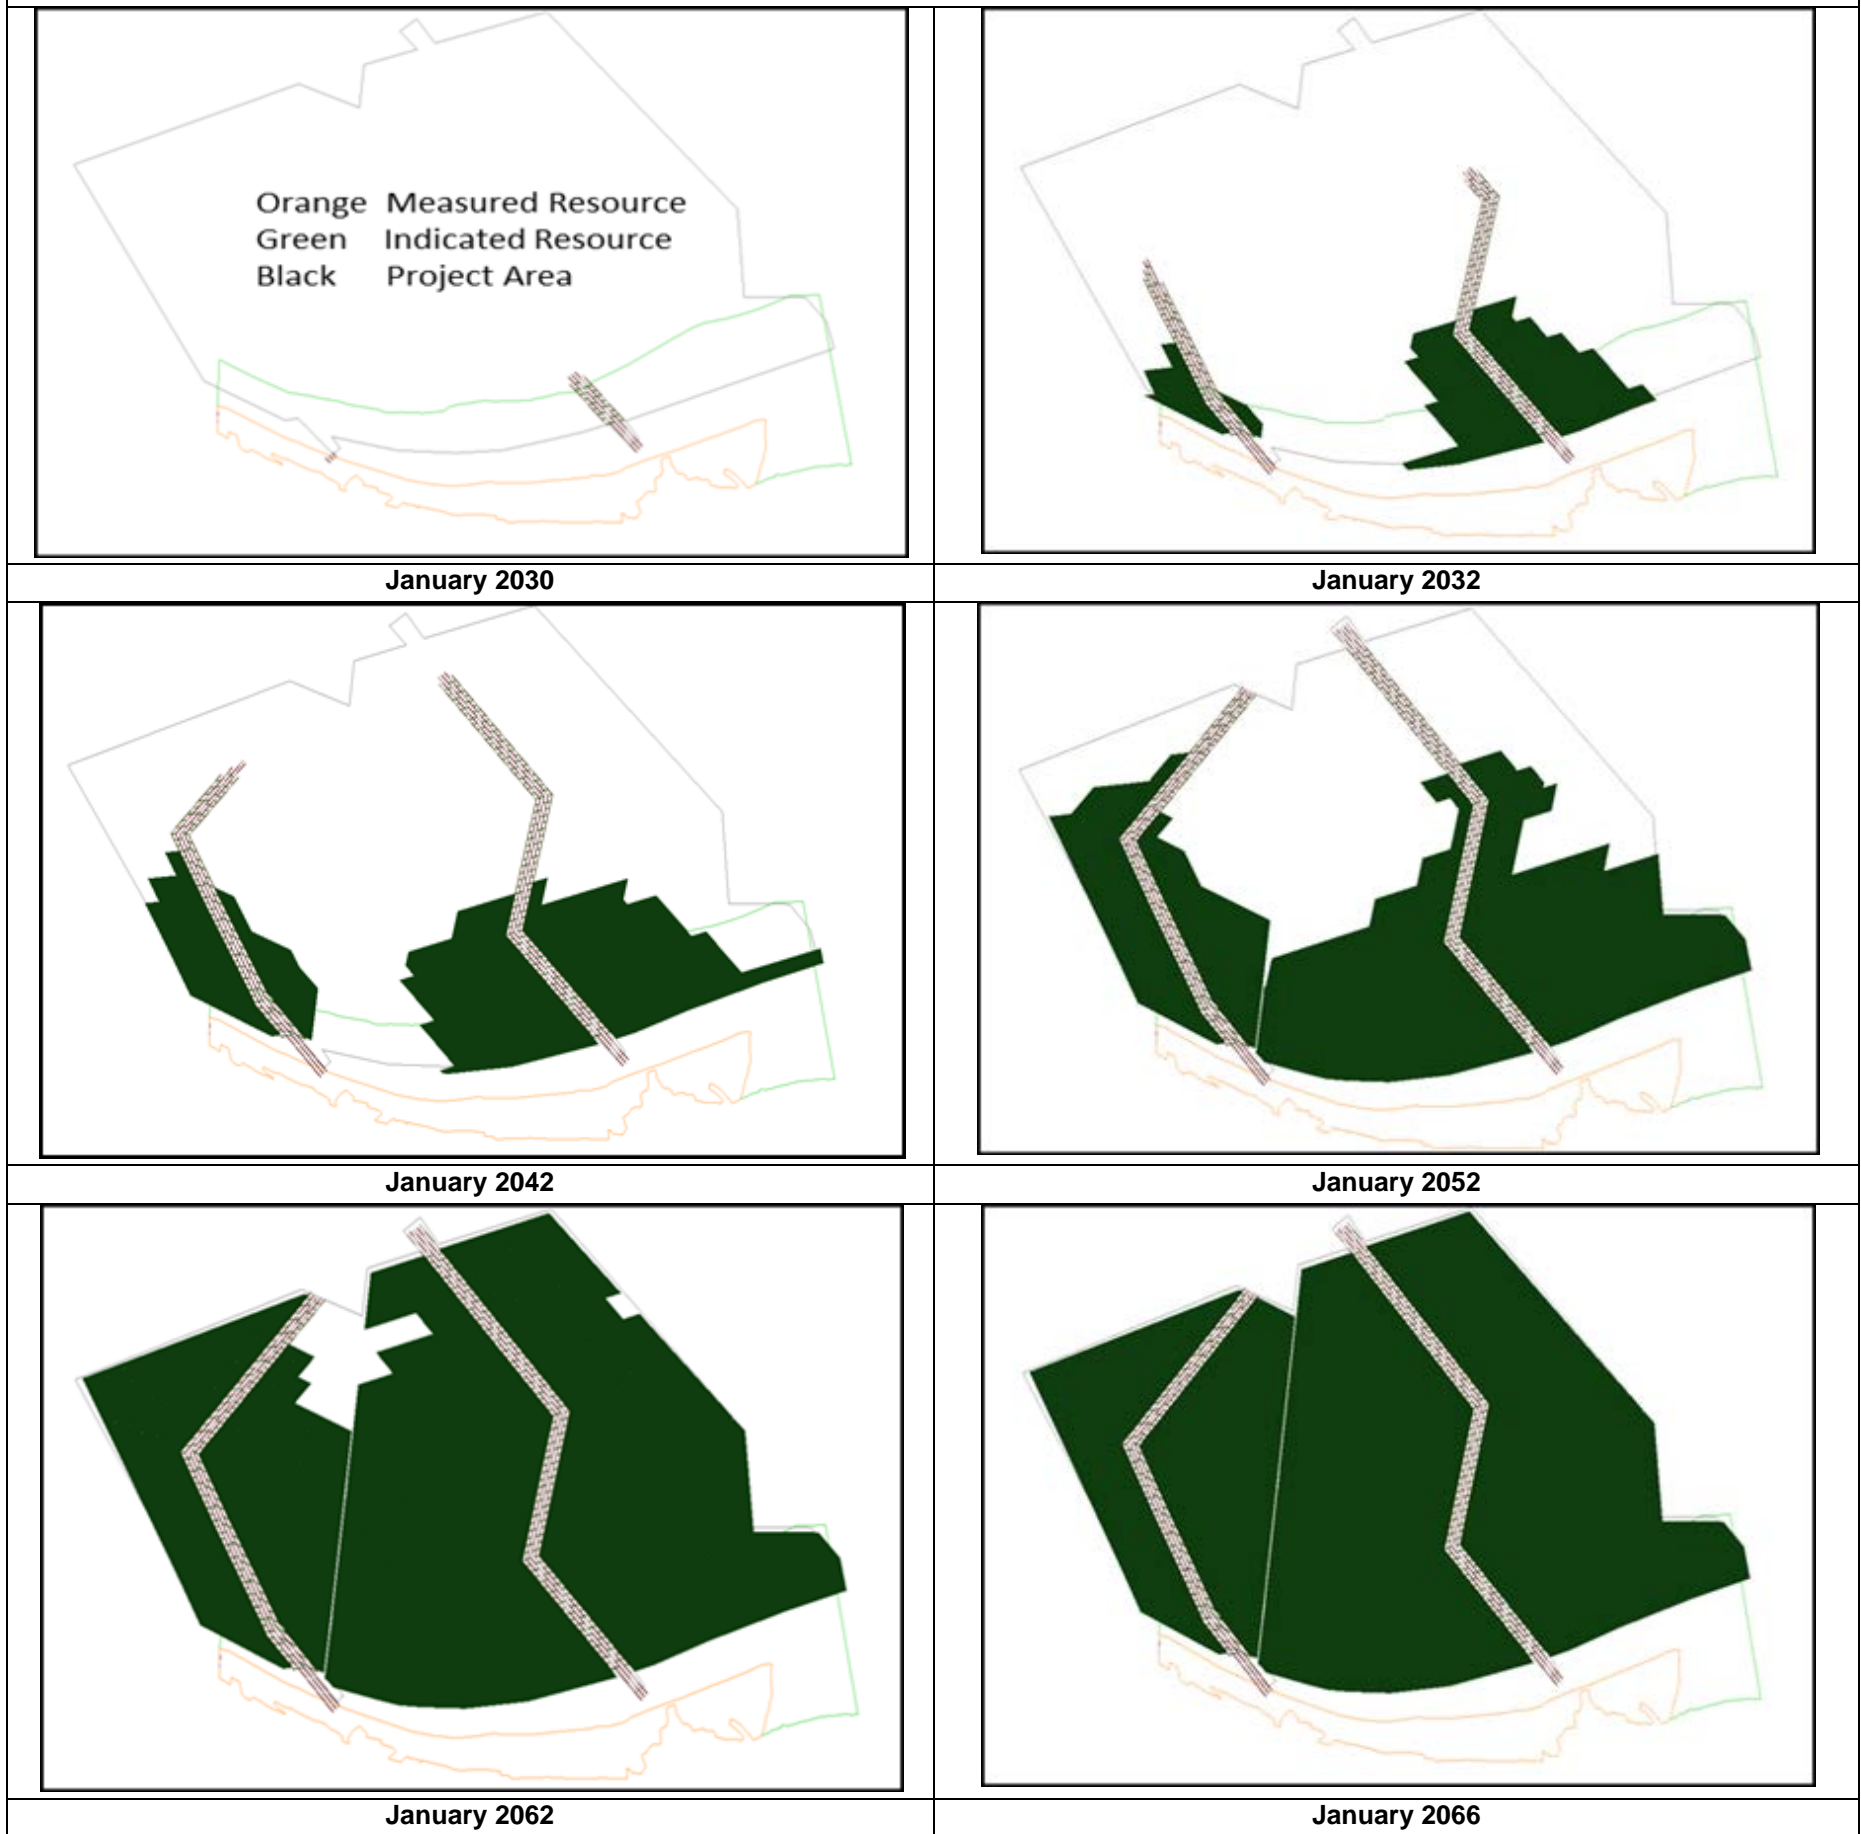 Orange Measured Resource
Green Indicated Resource
Black Project Area
January 2030
January 2032
January 2042
January 2052
January 2062
January 2066